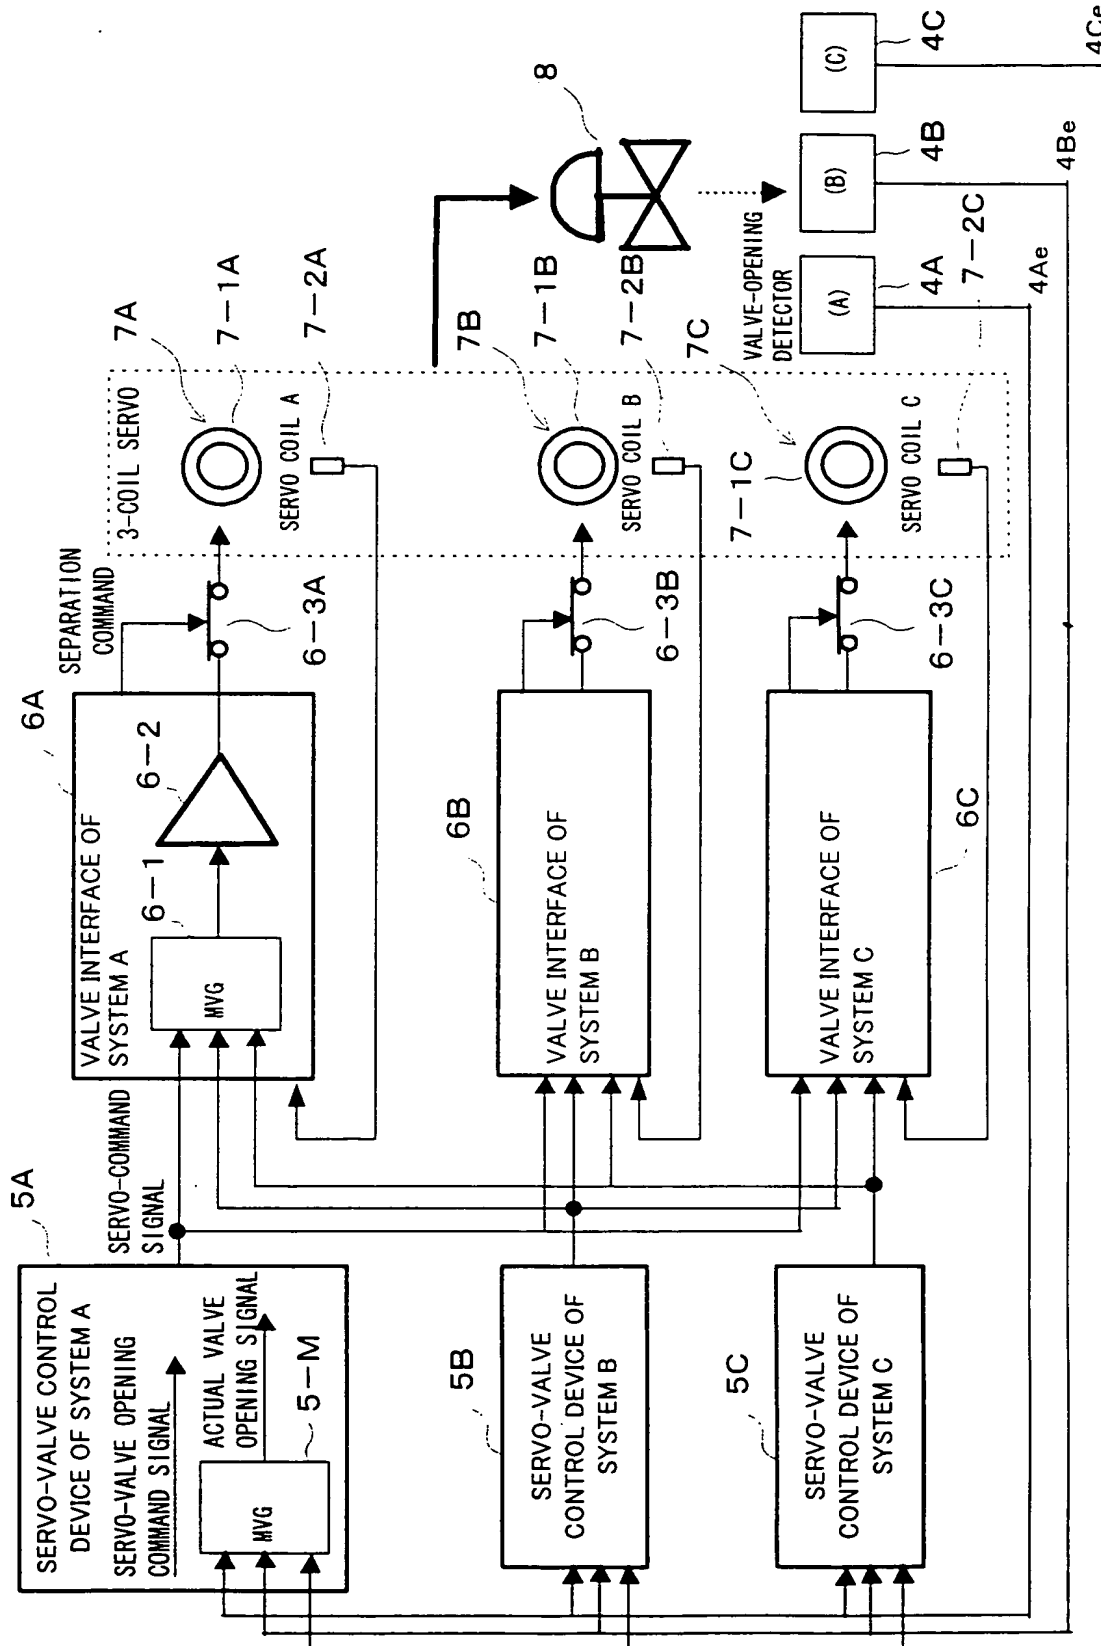 5A
SERVO-VALVE CONTROL
DEVICE OF SYSTEM A
SERVO-VALVE OPENING
COMMAND SIGNAL
ACTUAL VALVE
OPENING SIGNAL
5-M
MVG
SERVO-COMMAND
SIGNAL
6A
VALVE INTERFACE OF
SYSTEM A
6-1
MVG
6-2
SEPARATION
COMMAND
6-3A
3-COIL SERVO
7A
7-1A
SERVO COIL A
7-2A
5B
SERVO-VALVE
CONTROL DEVICE OF
SYSTEM B
6B
VALVE INTERFACE OF
SYSTEM B
6-3B
7B
7-1B
SERVO COIL B
7-2B
8
5C
SERVO-VALVE
CONTROL DEVICE OF
SYSTEM C
VALVE INTERFACE OF
SYSTEM C
6C
6-3C
7C
7-1C
SERVO COIL C
7-2C
VALVE-OPENING
DETECTOR
(A)
4A
4Ae
(B)
4B
4Be
(C)
4C
4Ce